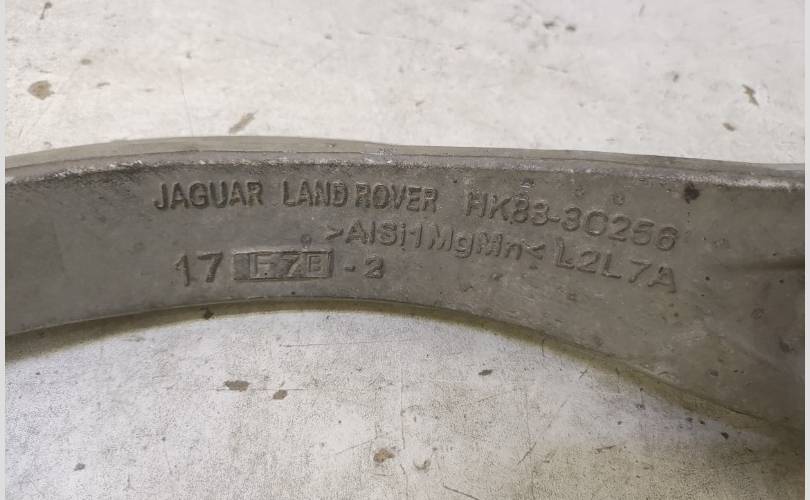 JAGUAR LAND ROVER HK83-3C256
>AlSi1MgMn< L2L7A
17 F7B -2